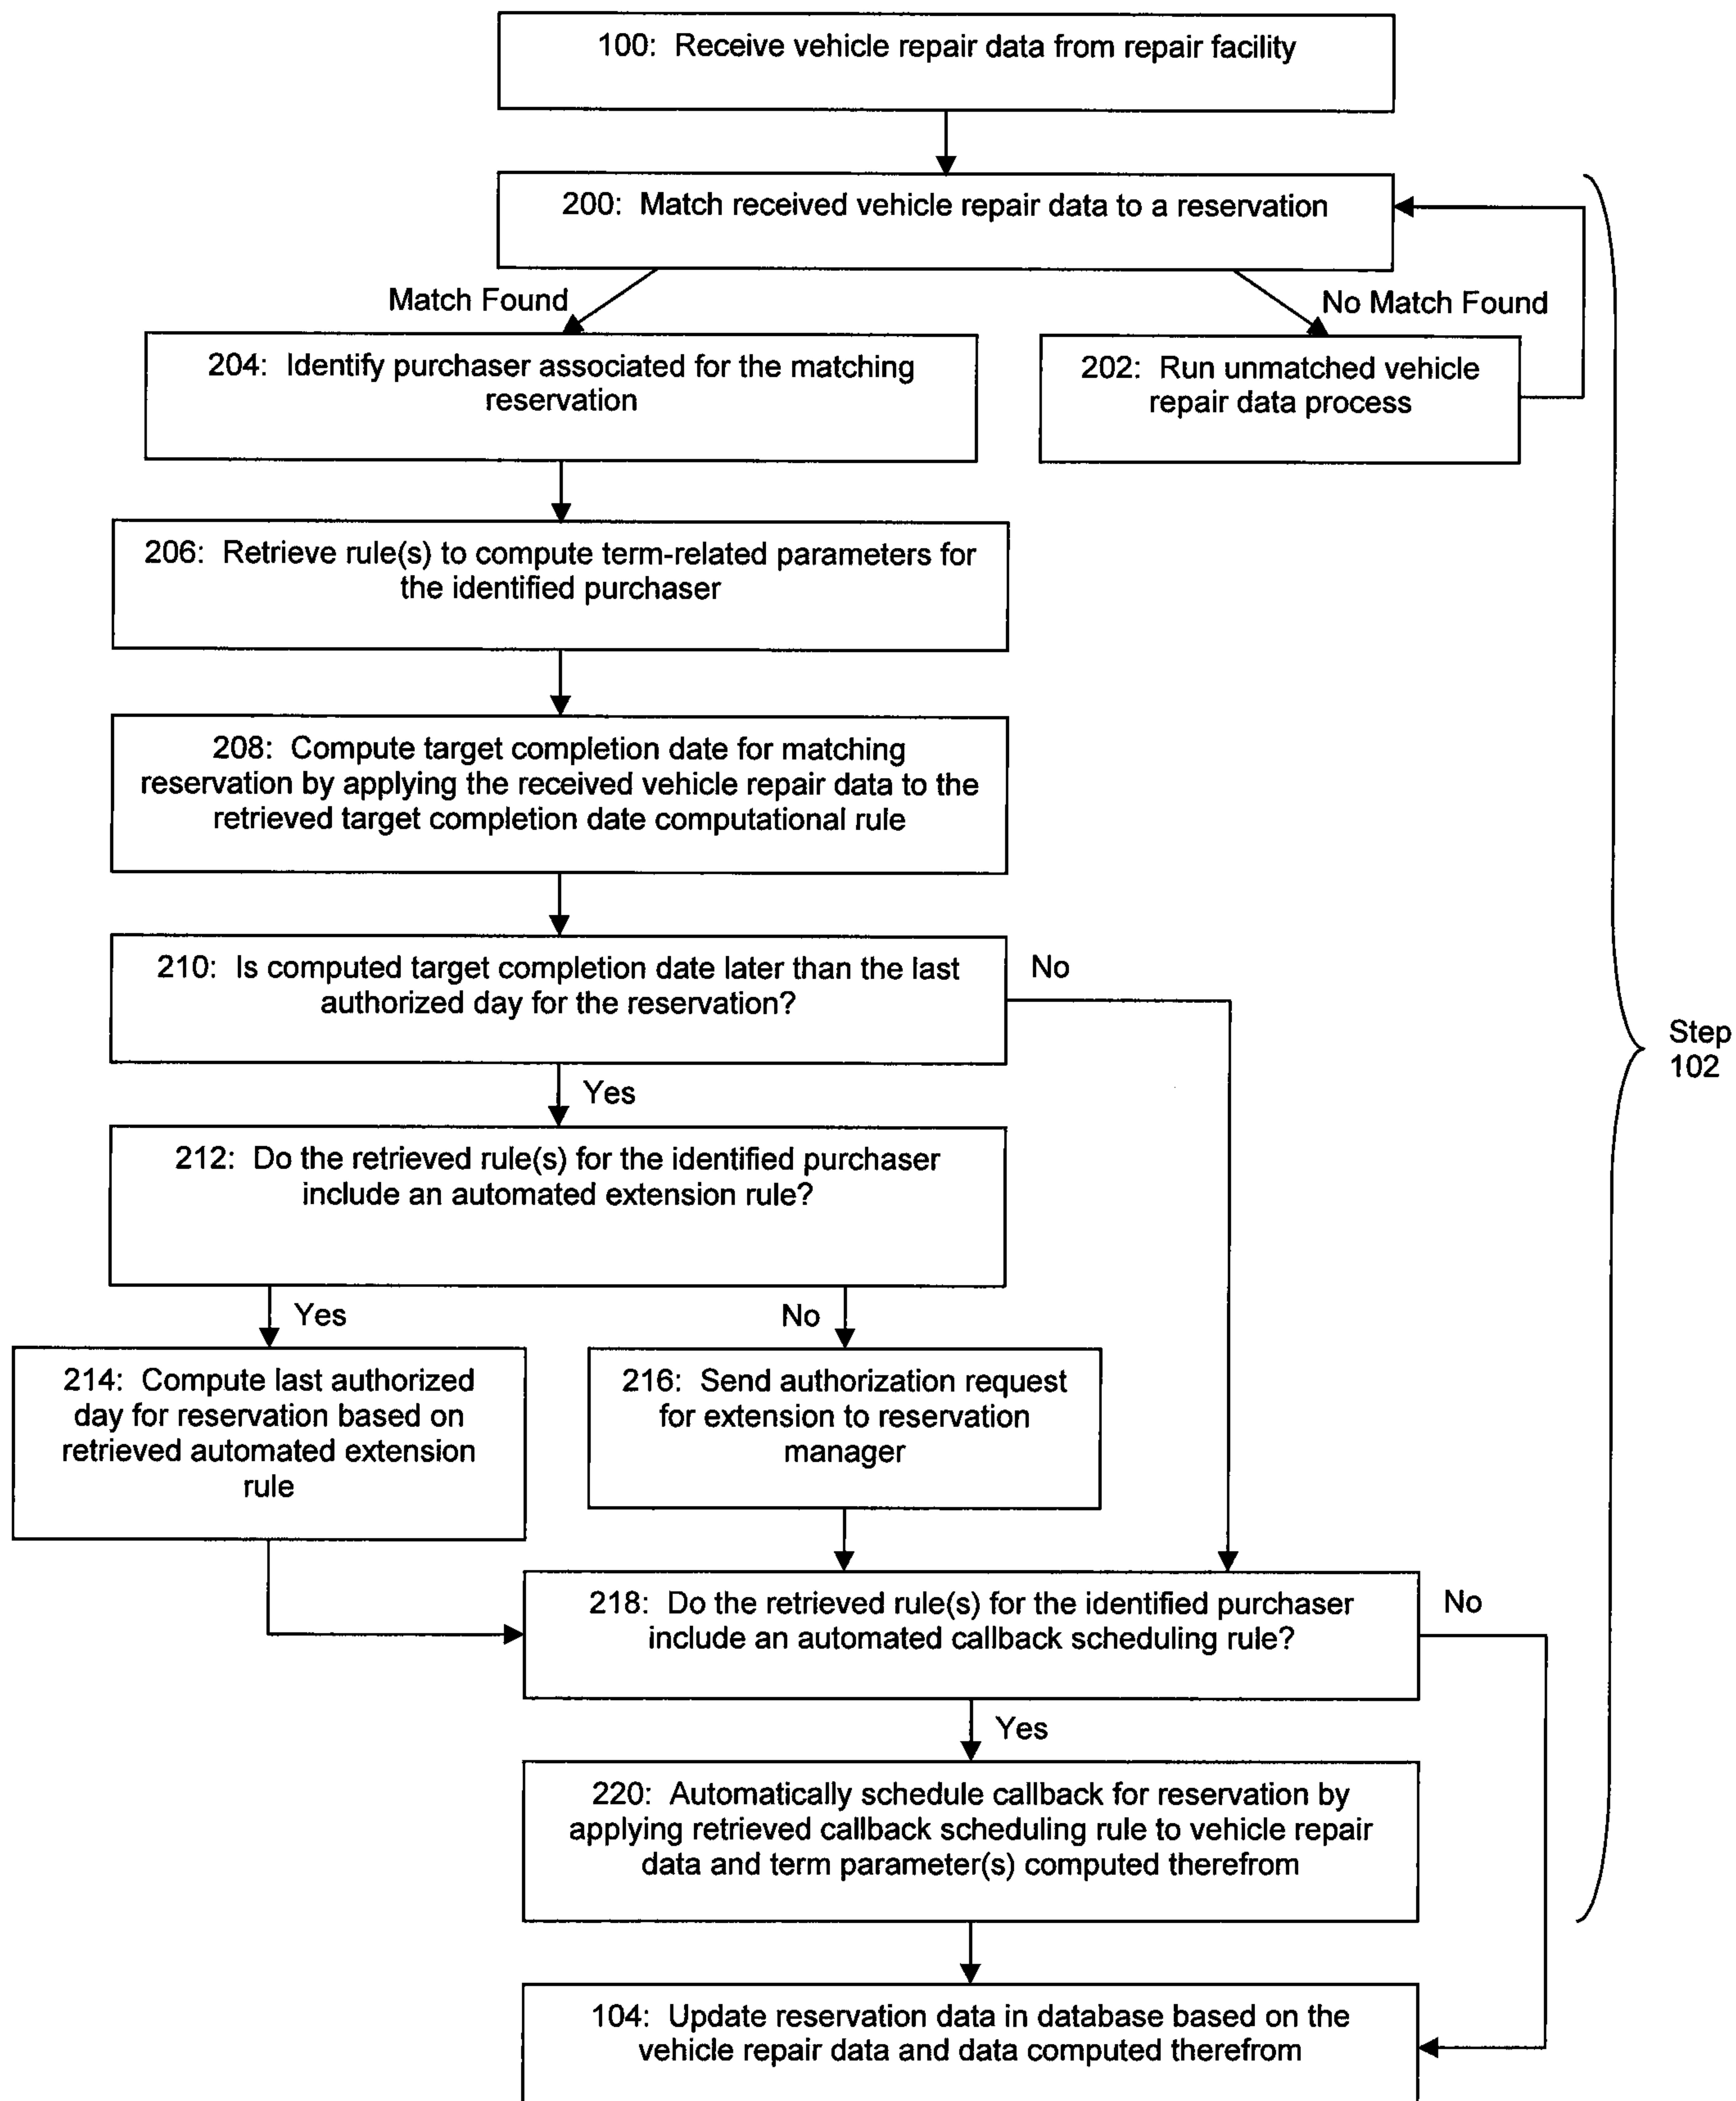 100: Receive vehicle repair data from repair facility
200: Match received vehicle repair data to a reservation
Match Found
No Match Found
204: Identify purchaser associated for the matching
reservation
202: Run unmatched vehicle
repair data process
206: Retrieve rule(s) to compute term-related parameters for
the identified purchaser
208: Compute target completion date for matching
reservation by applying the received vehicle repair data to the
retrieved target completion date computational rule
210: Is computed target completion date later than the last
authorized day for the reservation?
No
Step
102
Yes
212: Do the retrieved rule(s) for the identified purchaser
include an automated extension rule?
Yes
No
214: Compute last authorized
day for reservation based on
retrieved automated extension
rule
216: Send authorization request
for extension to reservation
manager
218: Do the retrieved rule(s) for the identified purchaser
include an automated callback scheduling rule?
No
Yes
220: Automatically schedule callback for reservation by
applying retrieved callback scheduling rule to vehicle repair
data and term parameter(s) computed therefrom
104: Update reservation data in database based on the
vehicle repair data and data computed therefrom